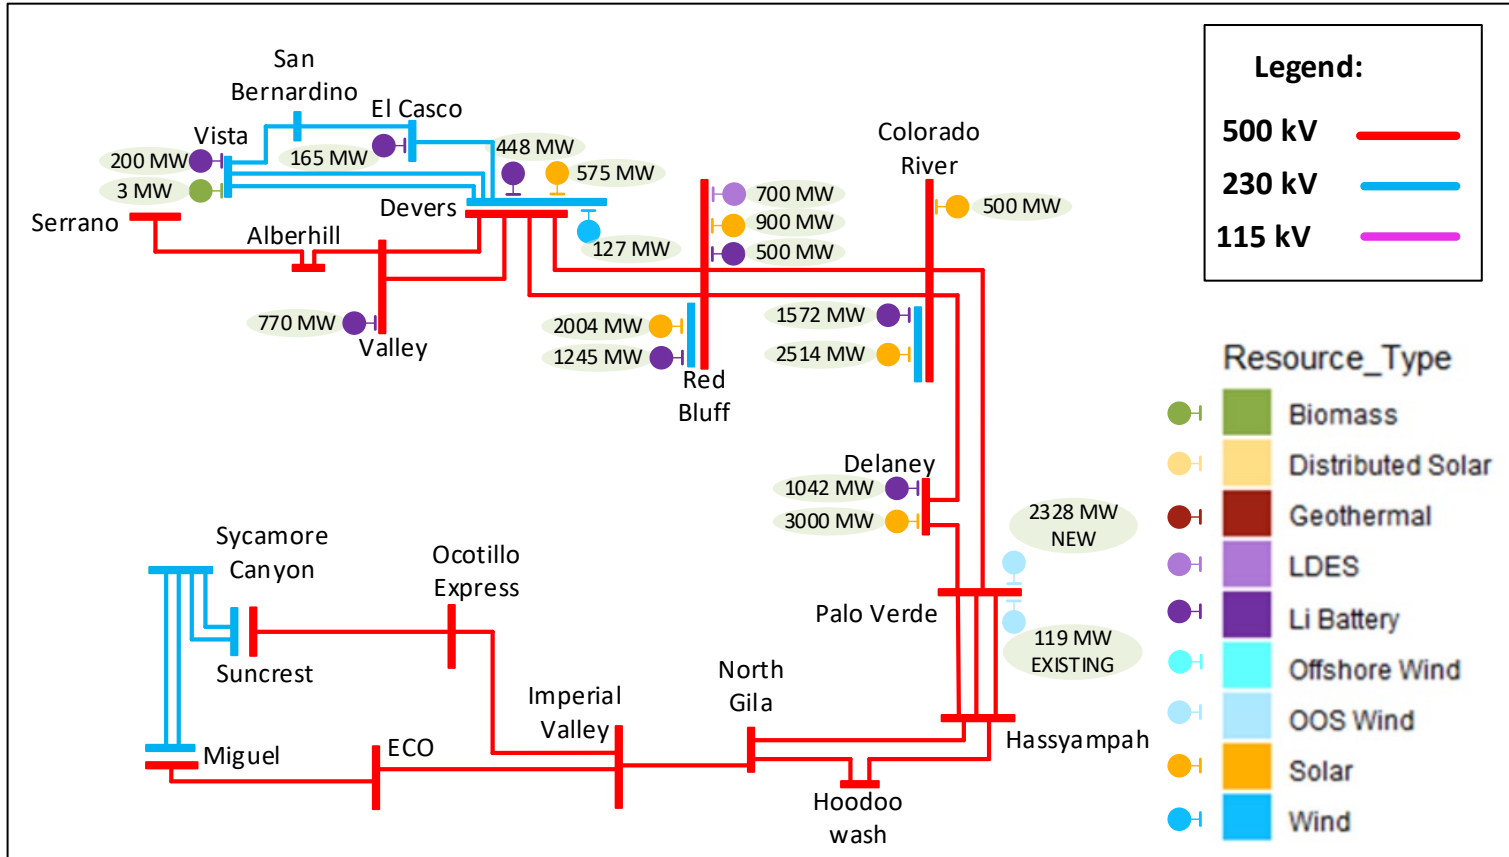 San
Bernardino
El Casco
Vista
200 MW
165 MW
3 MW
448 MW
575 MW
Devers
127 MW
Serrano
Alberhill
770 MW
Valley
Colorado
River
700 MW
900 MW
500 MW
500 MW
2004 MW
1245 MW
Red
Bluff
1572 MW
2514 MW
Delaney
1042 MW
3000 MW
2328 MW
NEW
Palo Verde
119 MW
EXISTING
Sycamore
Canyon
Ocotillo
Express
Suncrest
Imperial
Valley
North
Gila
Hassyampah
Miguel
ECO
Hoodoo
wash
Legend:
500 kV
230 kV
115 kV
Resource_Type
Biomass
Distributed Solar
Geothermal
LDES
Li Battery
Offshore Wind
OOS Wind
Solar
Wind